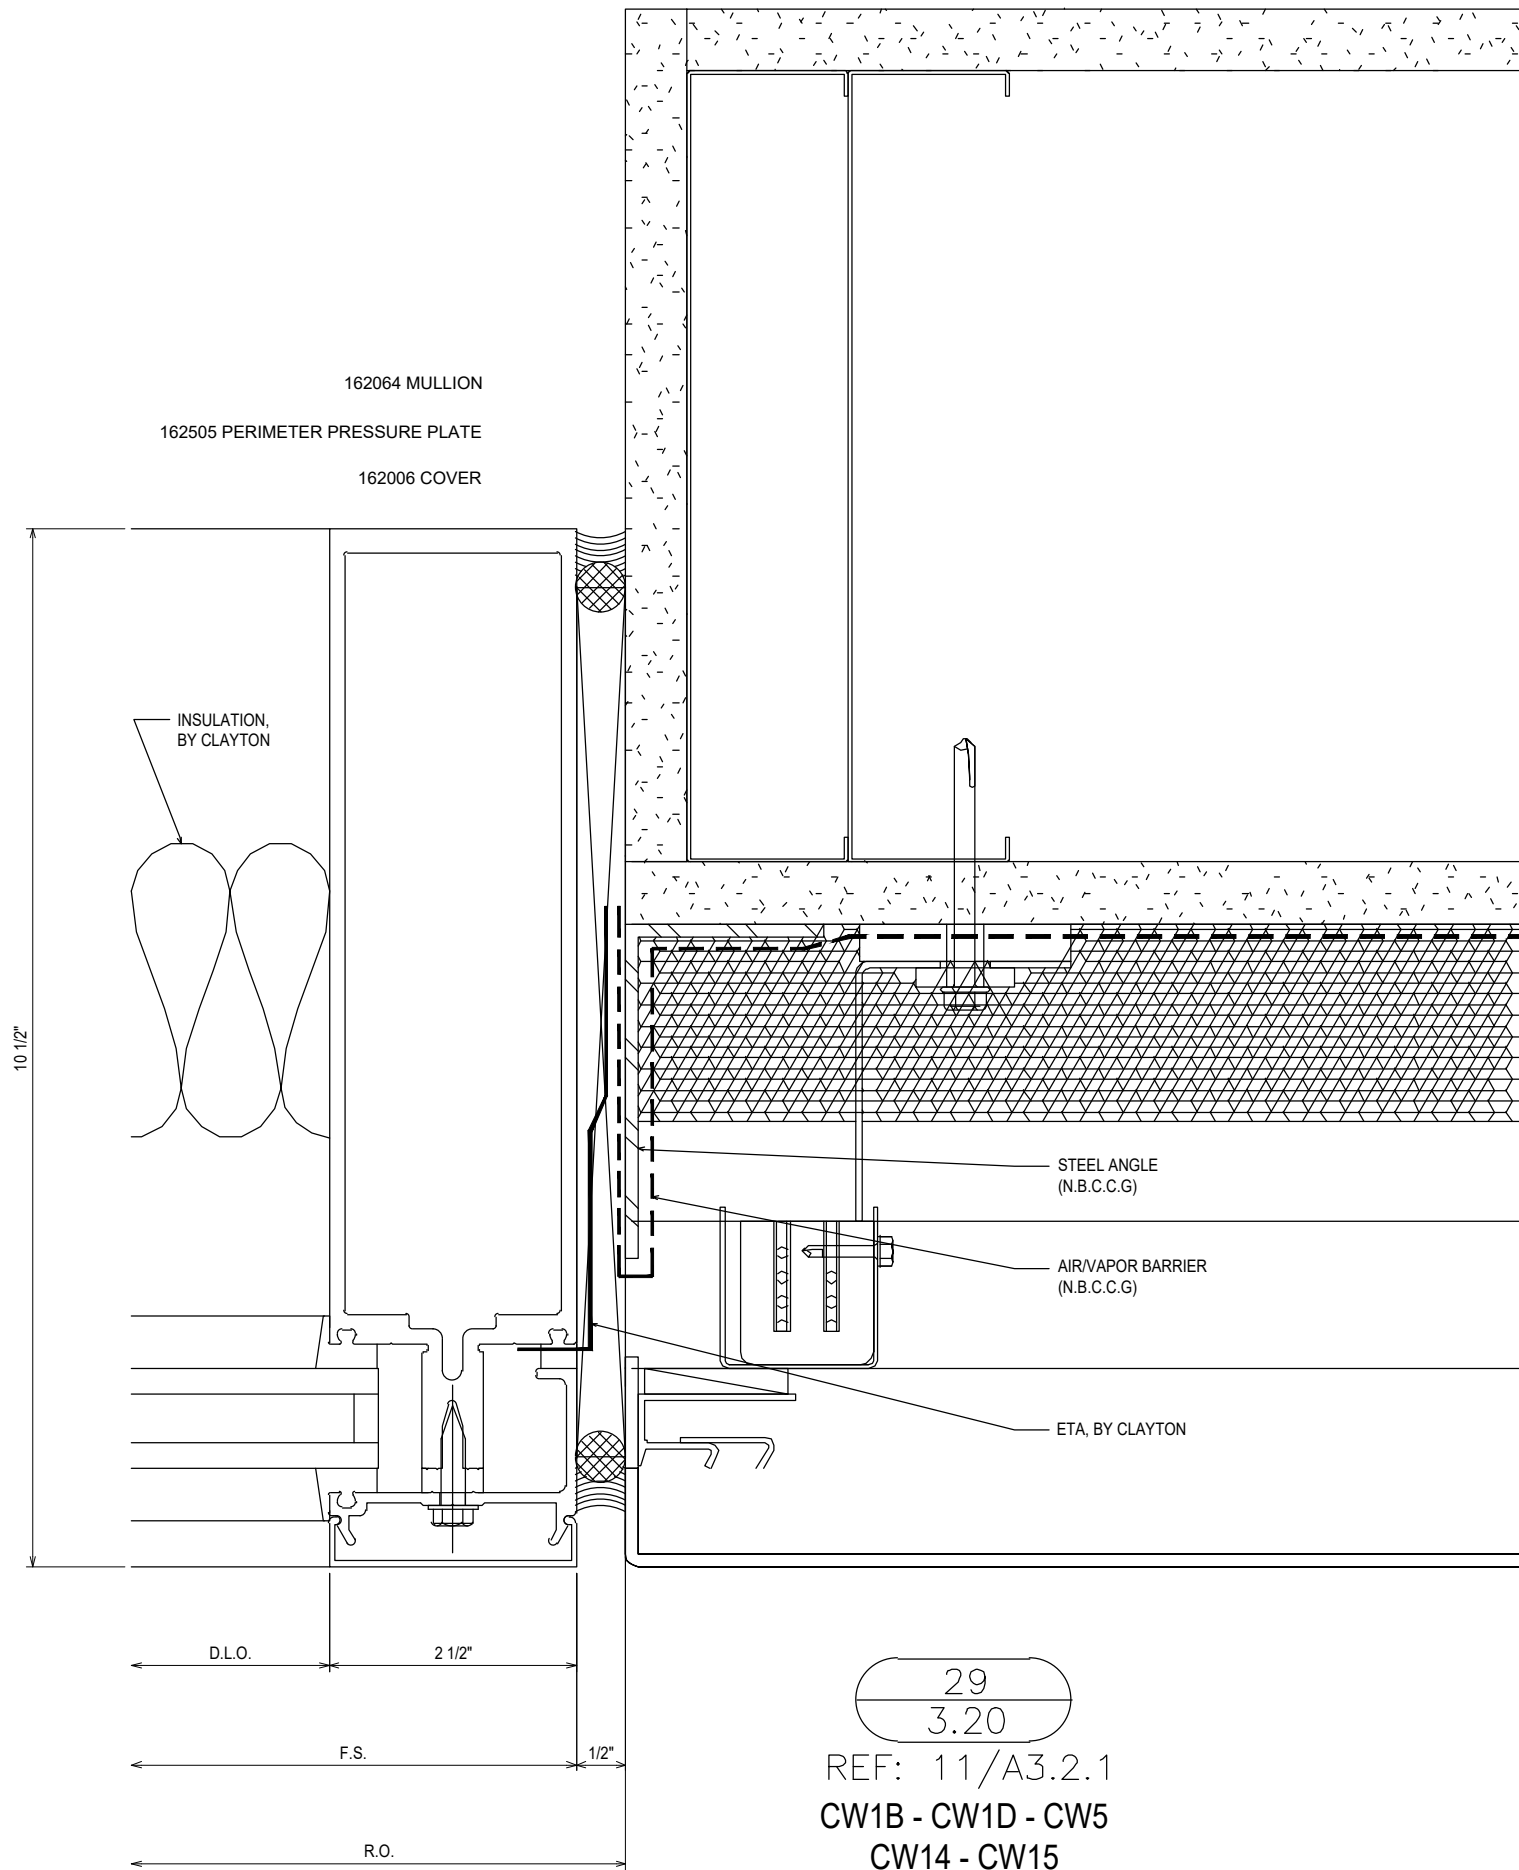 162064 MULLION
162505 PERIMETER PRESSURE PLATE
162006 COVER
INSULATION,
BY CLAYTON
10 1/2"
STEEL ANGLE
(N.B.C.C.G)
AIR/VAPOR BARRIER
(N.B.C.C.G)
ETA, BY CLAYTON
D.L.O.
2 1/2"
F.S.
1/2"
R.O.
29
3.20
REF: 11/A3.2.1
CW1B - CW1D - CW5
CW14 - CW15